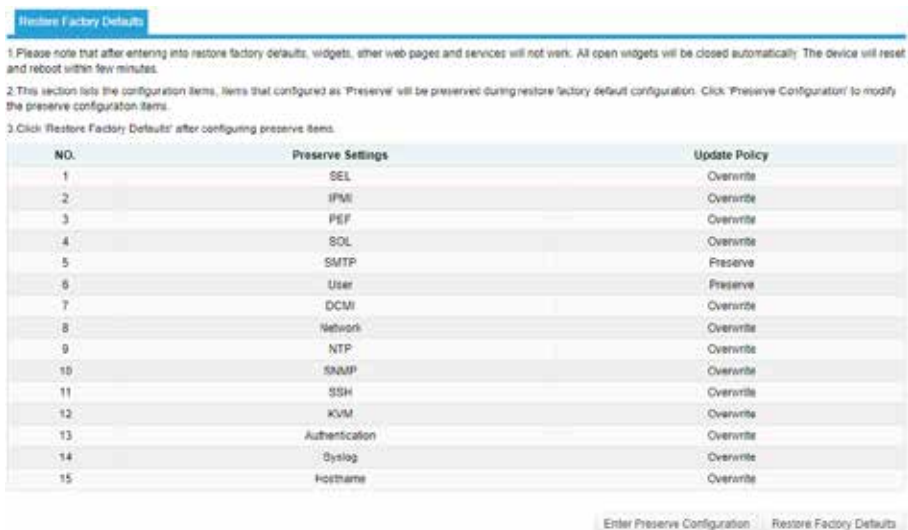 Restore Factory Defaults
1.Please note that after entering into restore factory defaults, widgets, other web pages and services will not work. All open widgets will be closed automatically. The device will reset
and reboot within few minutes.
2.This section lists the configuration items, items that configured as 'Preserve' will be preserved during restore factory default configuration. Click 'Preserve Configuration' to modify
the preserve configuration items.
3.Click 'Restore Factory Defaults' after configuring preserve items.
NO. Preserve Settings Update Policy
1 SEL Overwrite
2 IPMI Overwrite
3 PEF Overwrite
4 SOL Overwrite
5 SMTP Preserve
6 User Preserve
7 DCMI Overwrite
8 Network Overwrite
9 NTP Overwrite
10 SNMP Overwrite
11 SSH Overwrite
12 KVM Overwrite
13 Authentication Overwrite
14 Syslog Overwrite
15 Hostname Overwrite
Enter Preserve Configuration Restore Factory Defaults